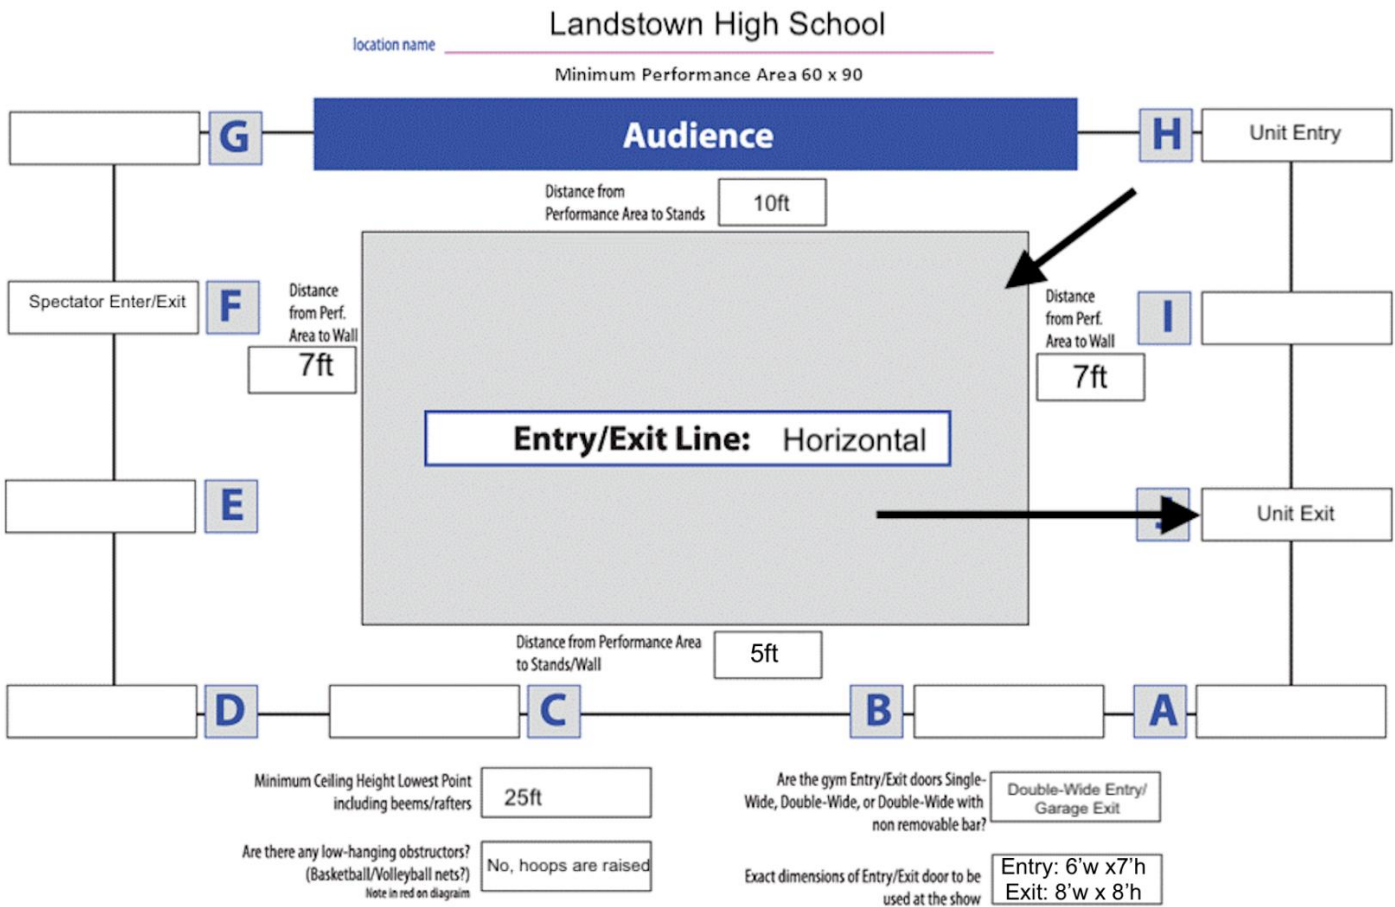 Landstown High School
location name
Minimum Performance Area 60 x 90
G
Audience
H
Unit Entry
Distance from
Performance Area to Stands
10ft
Spectator Enter/Exit
F
Distance
from Perf.
Area to Wall
7ft
Distance
from Perf.
Area to Wall
7ft
I
Entry/Exit Line: Horizontal
E
J
Unit Exit
Distance from Performance Area
to Stands/Wall
5ft
D
C
B
A
Minimum Ceiling Height Lowest Point
including beems/rafters
25ft
Are the gym Entry/Exit doors Single-
Wide, Double-Wide, or Double-Wide with
non removable bar?
Double-Wide Entry/
Garage Exit
Are there any low-hanging obstructors?
(Basketball/Volleyball nets?)
Note in red on diagraim
No, hoops are raised
Exact dimensions of Entry/Exit door to be
used at the show
Entry: 6'w x7'h
Exit: 8'w x 8'h